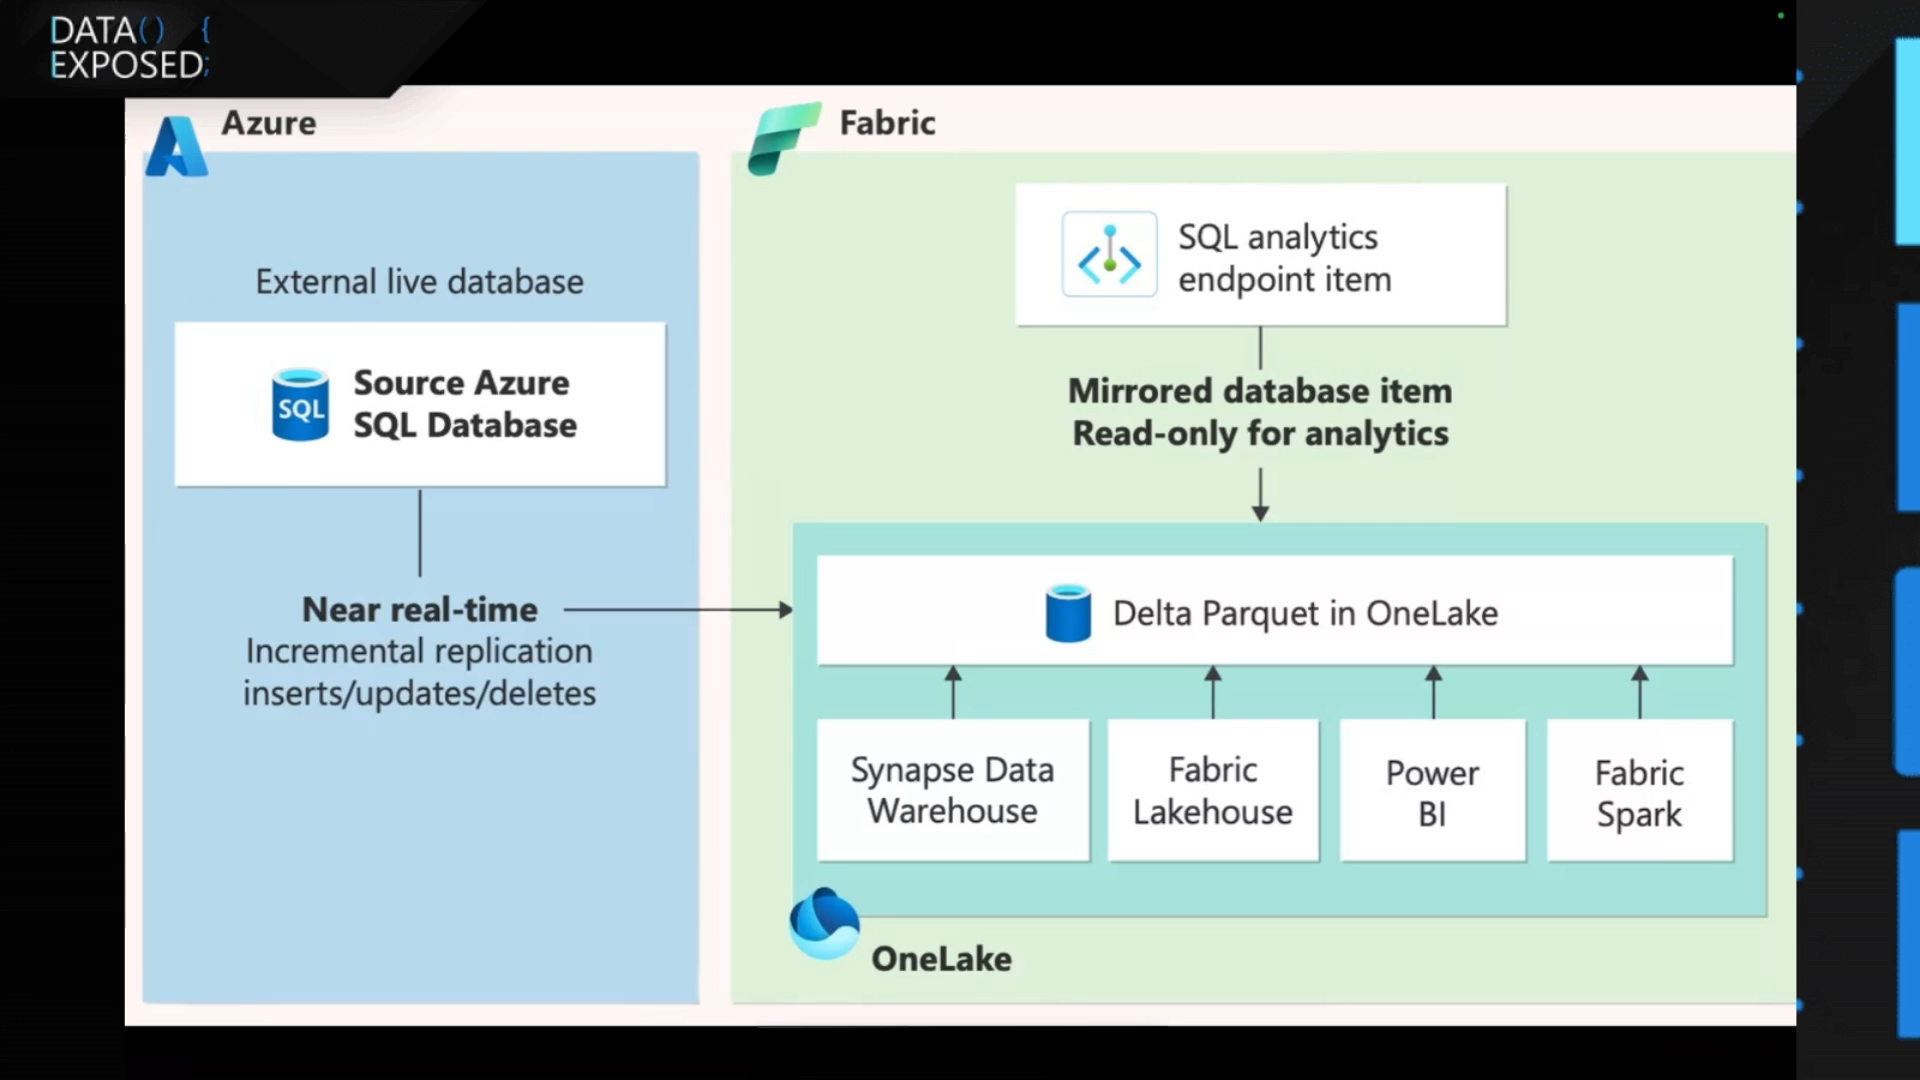 DATA() {
EXPOSED;
Azure
External live database
SQL
Source Azure
SQL Database
Near real-time
Incremental replication
inserts/updates/deletes
Fabric
SQL analytics
endpoint item
Mirrored database item
Read-only for analytics
Delta Parquet in OneLake
Synapse Data
Warehouse
Fabric
Lakehouse
Power
BI
Fabric
Spark
OneLake